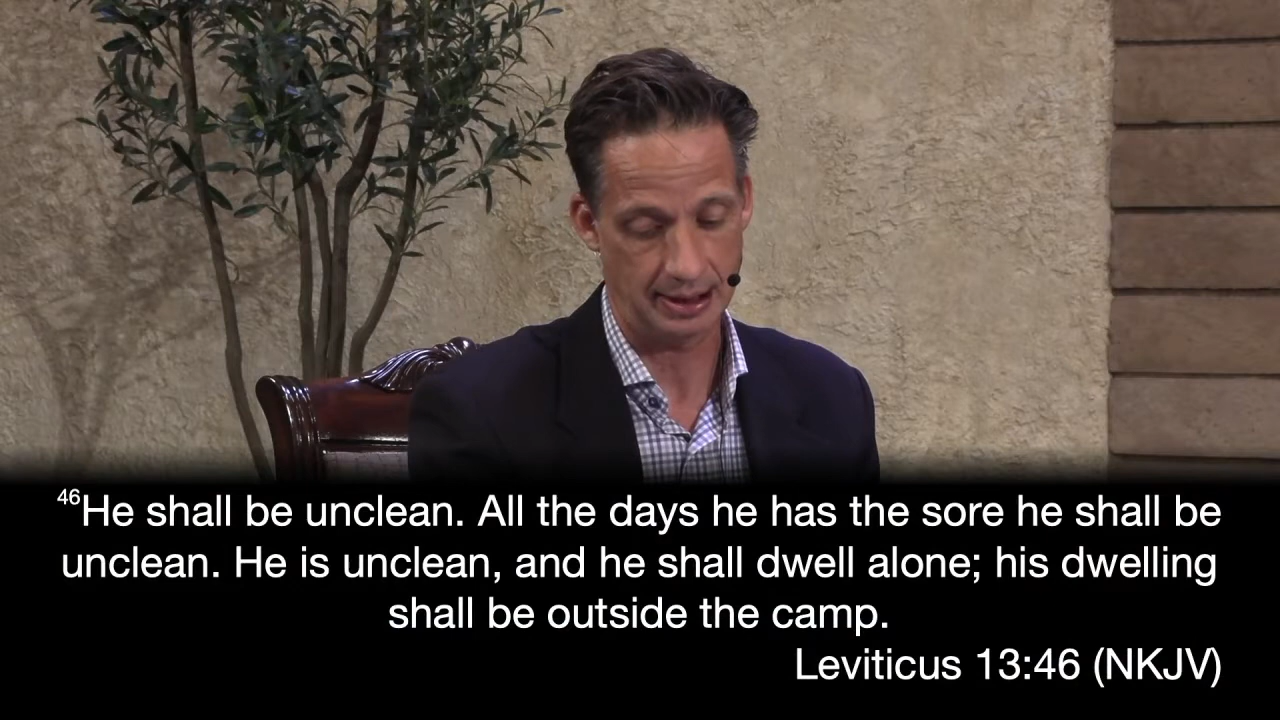 46He shall be unclean. All the days he has the sore he shall be
unclean. He is unclean, and he shall dwell alone; his dwelling
shall be outside the camp.
Leviticus 13:46 (NKJV)